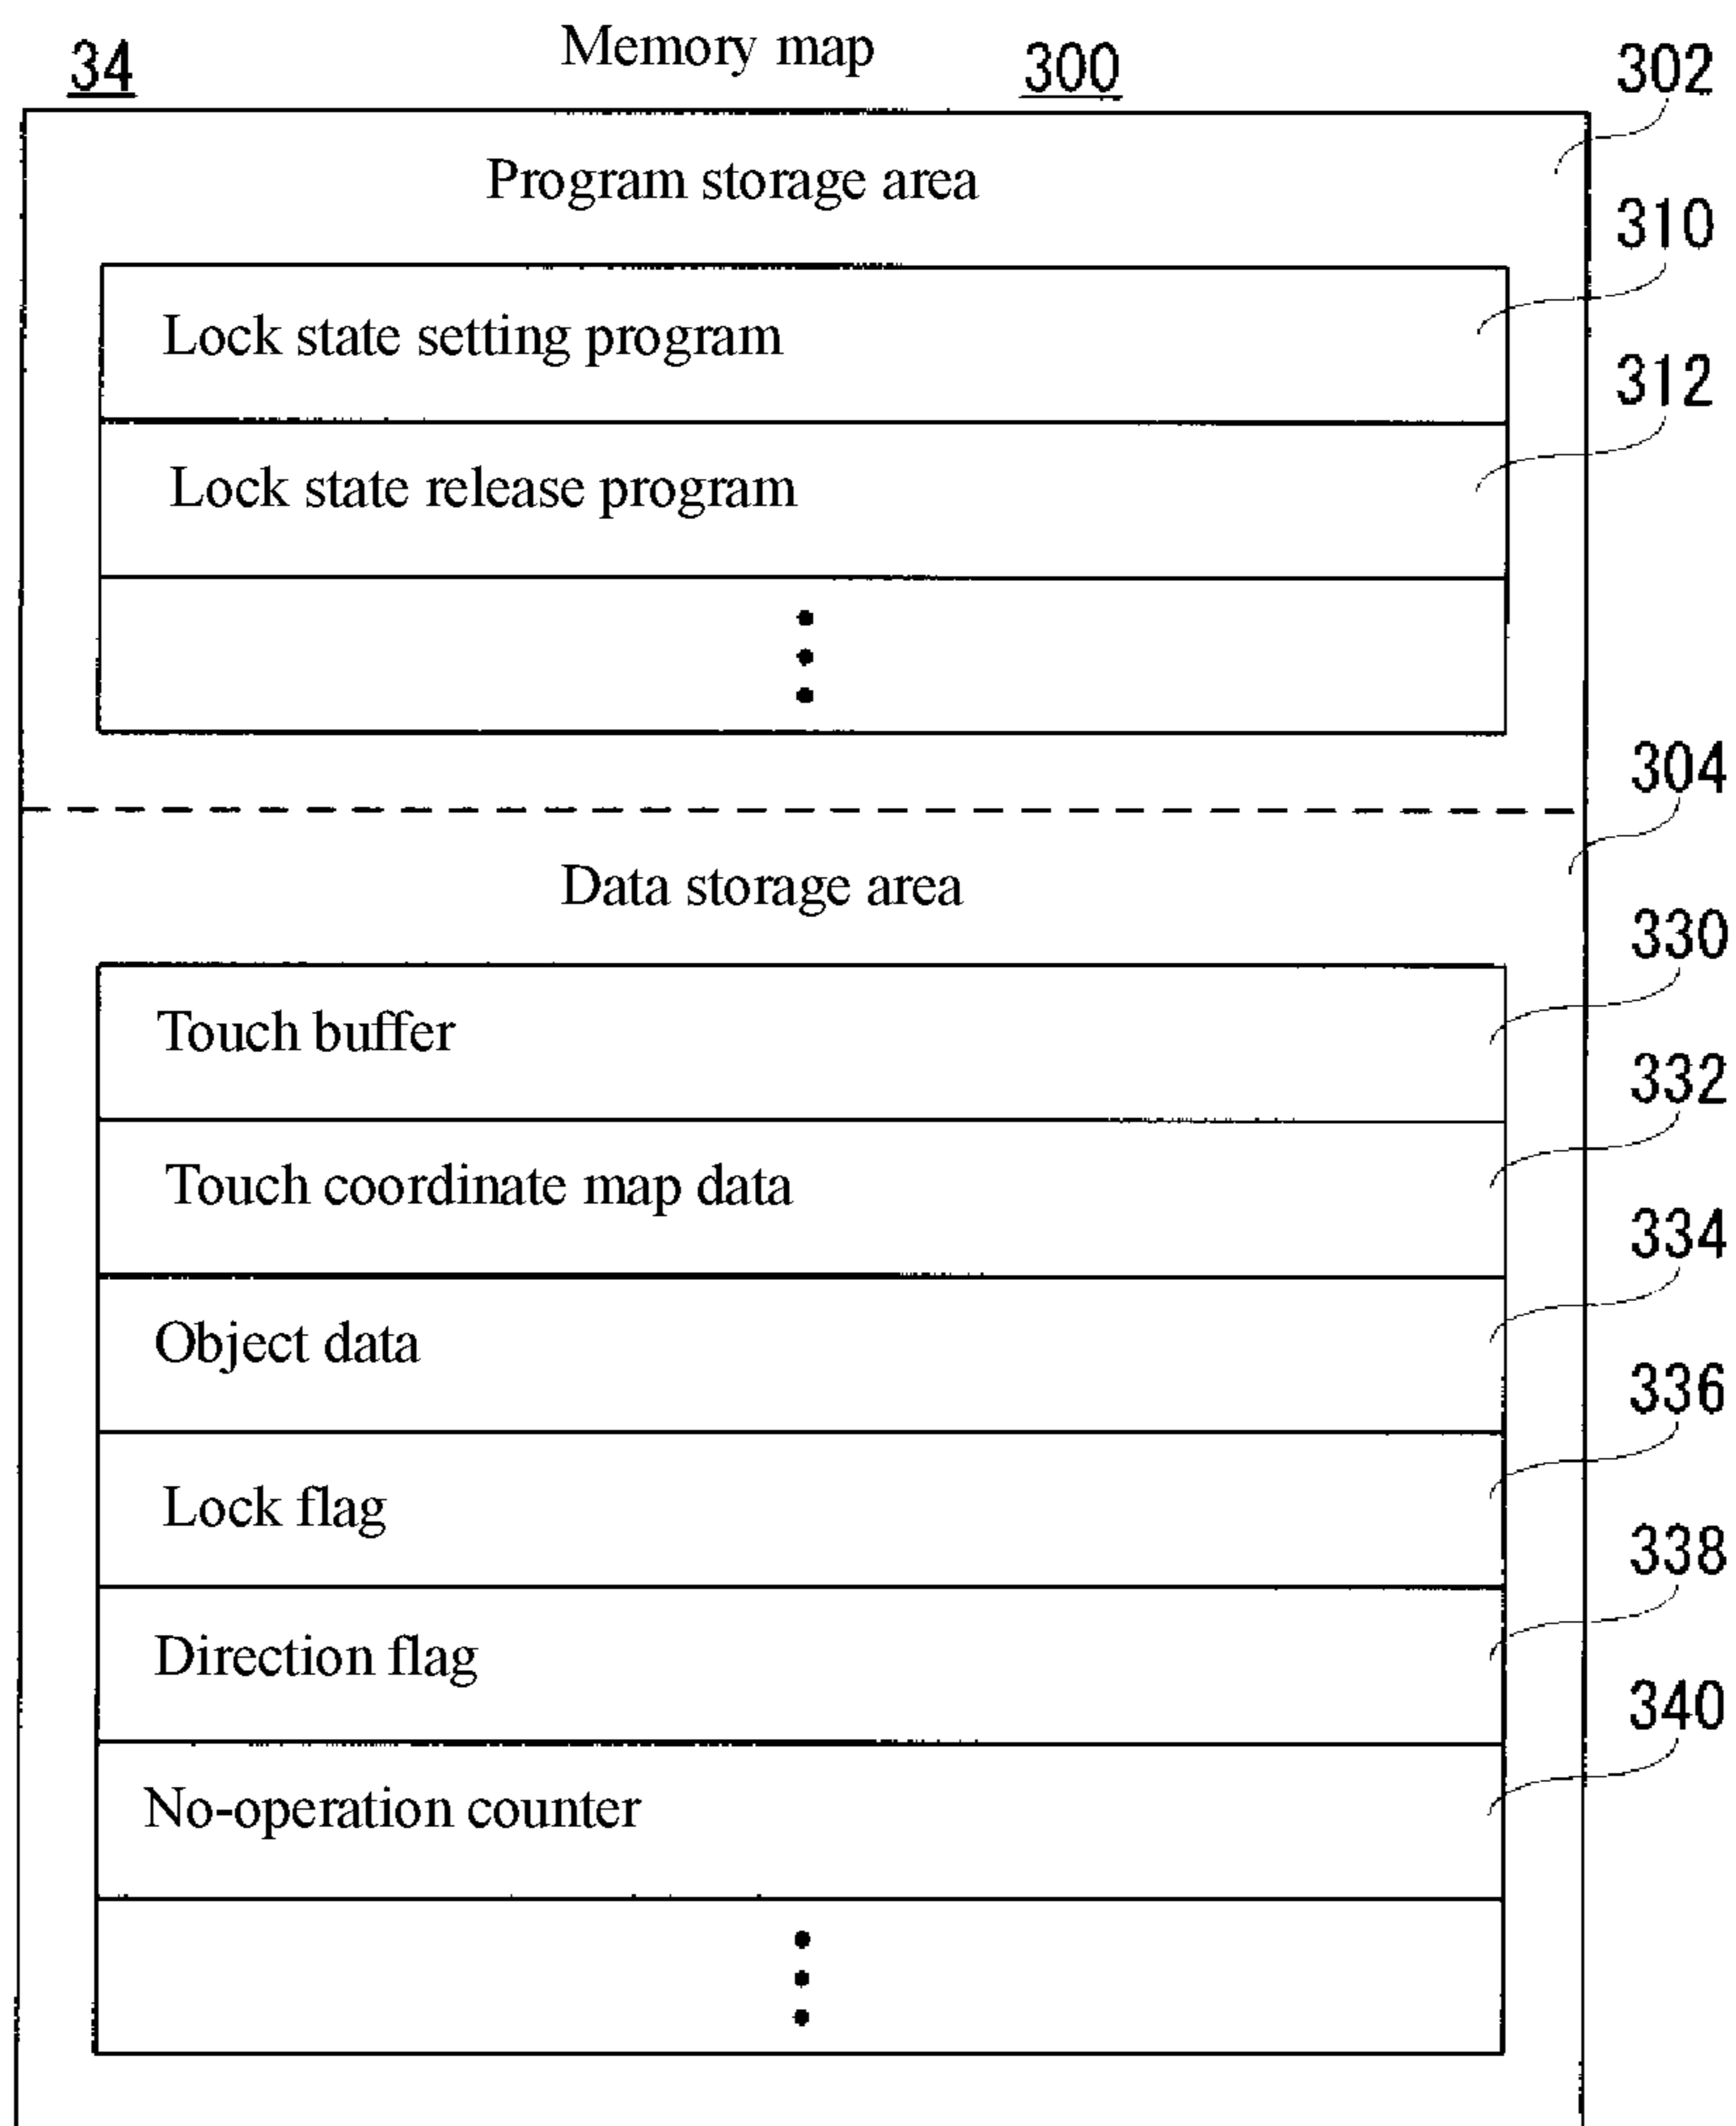 34 Memory map 300
302
Program storage area
310
Lock state setting program
312
Lock state release program
304
Data storage area
330
Touch buffer
332
Touch coordinate map data
334
Object data
336
Lock flag
338
Direction flag
340
No-operation counter